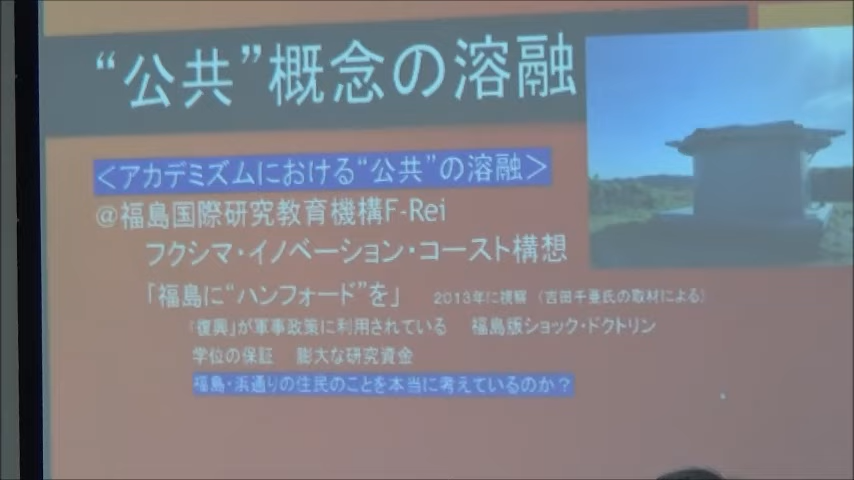 “公共”概念の溶融
＜アカデミズムにおける“公共”の溶融＞
＠福島国際研究教育機構F-Rei
フクシマ・イノベーション・コースト構想
「福島に“ハンフォード”を」 2013年に視察 （吉田千亜氏の取材による）
「復興」が軍事政策に利用されている 福島版ショック・ドクトリン
学位の保証 膨大な研究資金
福島・浜通りの住民のことを本当に考えているのか？